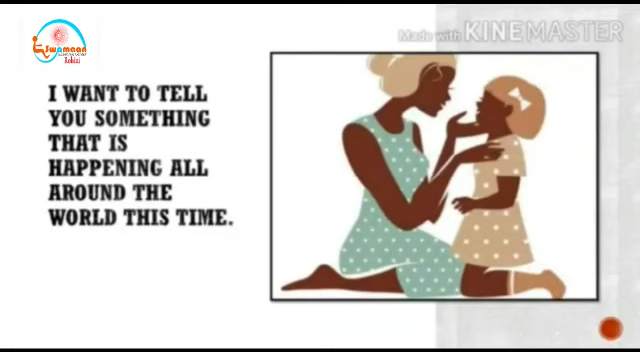 Swamaan
Rohini
Made with KINEMASTER
I WANT TO TELL
YOU SOMETHING
THAT IS
HAPPENING ALL
AROUND THE
WORLD THIS TIME.